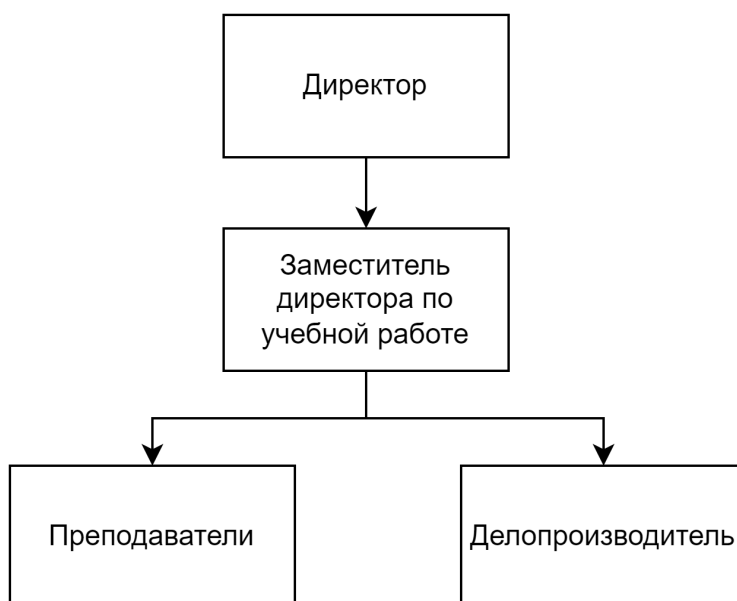 Директор
Заместитель
директора по
учебной работе
Преподаватели
Делопроизводитель